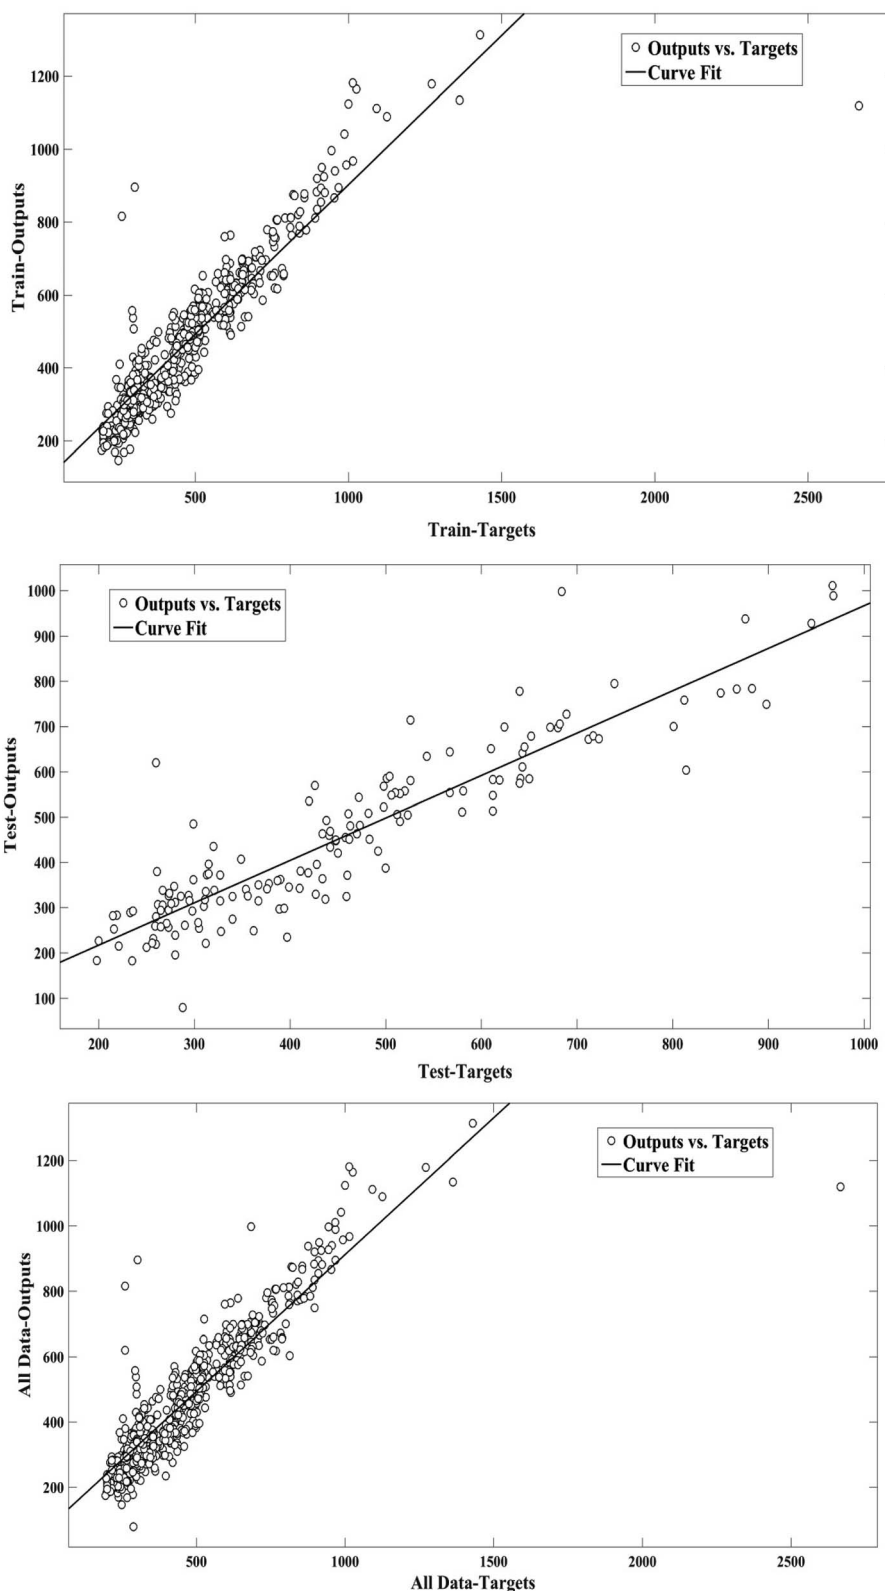 Outputs vs. Targets
Curve Fit
Train-Outputs
1200
1000
800
600
400
200
500 1000 1500 2000 2500
Train-Targets
Outputs vs. Targets
Curve Fit
Test-Outputs
1000
900
800
700
600
500
400
300
200
100
200 300 400 500 600 700 800 900 1000
Test-Targets
Outputs vs. Targets
Curve Fit
All Data-Outputs
1200
1000
800
600
400
200
500 1000 1500 2000 2500
All Data-Targets